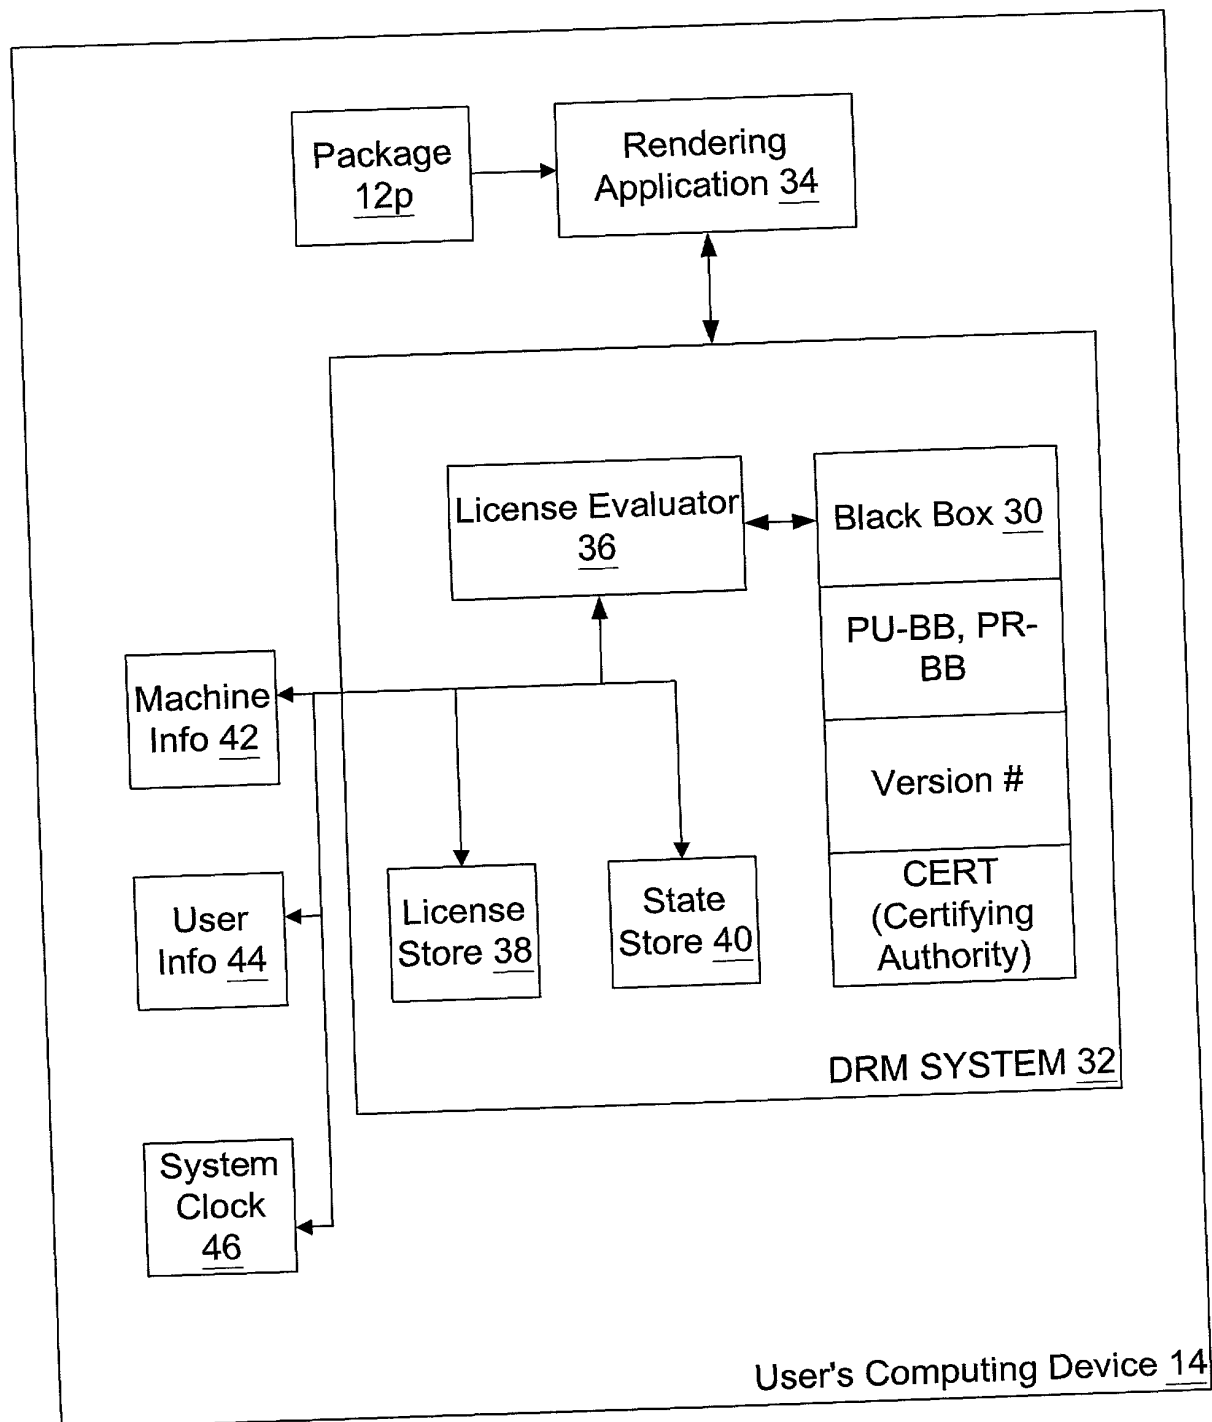 Package
12p
Rendering
Application 34
License Evaluator
36
Black Box 30
PU-BB, PR-
BB
Version #
CERT
(Certifying
Authority)
Machine
Info 42
License
Store 38
State
Store 40
User
Info 44
DRM SYSTEM 32
System
Clock
46
User's Computing Device 14